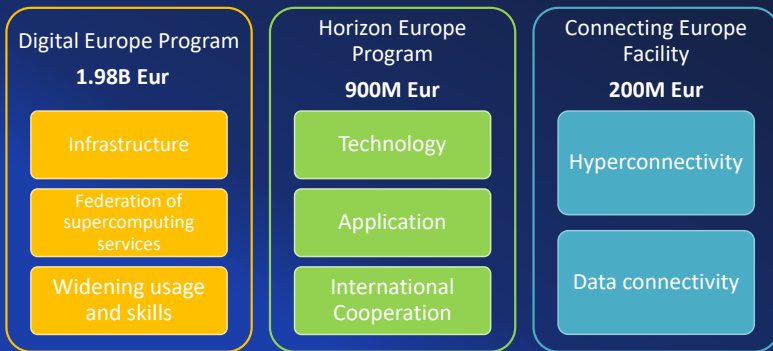 Digital Europe Program
1.98B Eur
Infrastructure
Federation of
supercomputing
services
Widening usage
and skills
Horizon Europe
Program
900M Eur
Technology
Application
International
Cooperation
Connecting Europe
Facility
200M Eur
Hyperconnectivity
Data connectivity